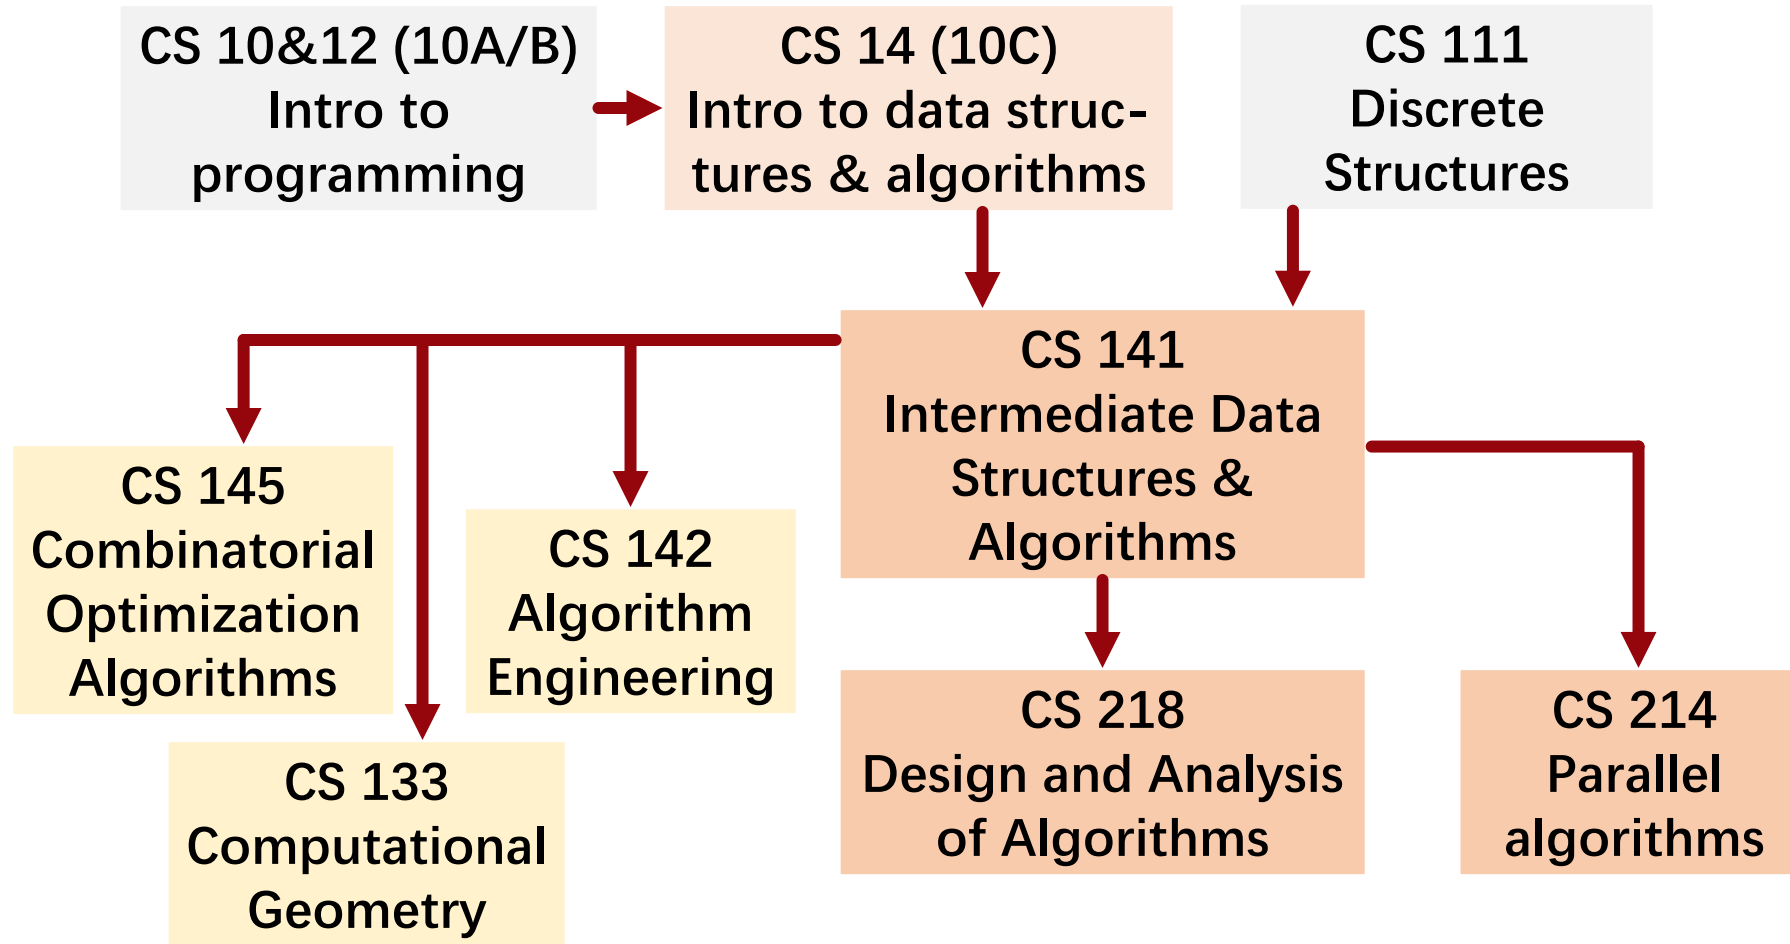 CS 10&12 (10A/B)
Intro to
programming
CS 14 (10C)
Intro to data struc-
tures & algorithms
CS 111
Discrete
Structures
CS 141
Intermediate Data
Structures &
Algorithms
CS 145
Combinatorial
Optimization
Algorithms
CS 142
Algorithm
Engineering
CS 133
Computational
Geometry
CS 218
Design and Analysis
of Algorithms
CS 214
Parallel
algorithms